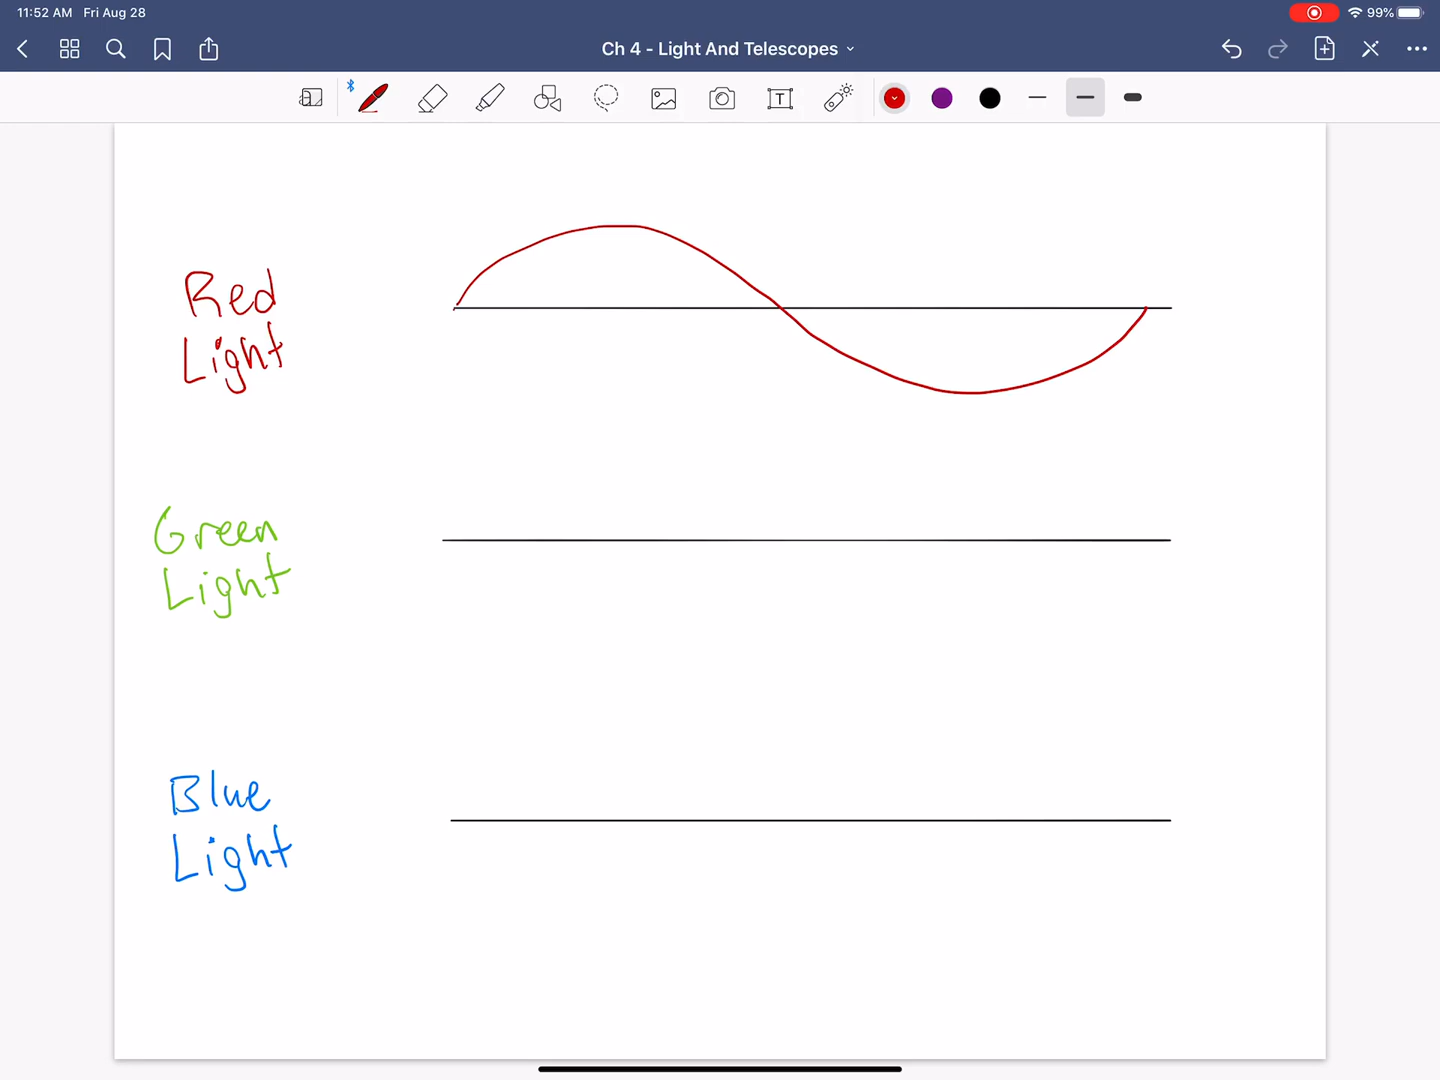 11:52 AM Fri Aug 28
99%
Ch 4 - Light And Telescopes
Red
Light
Green
Light
Blue
Light